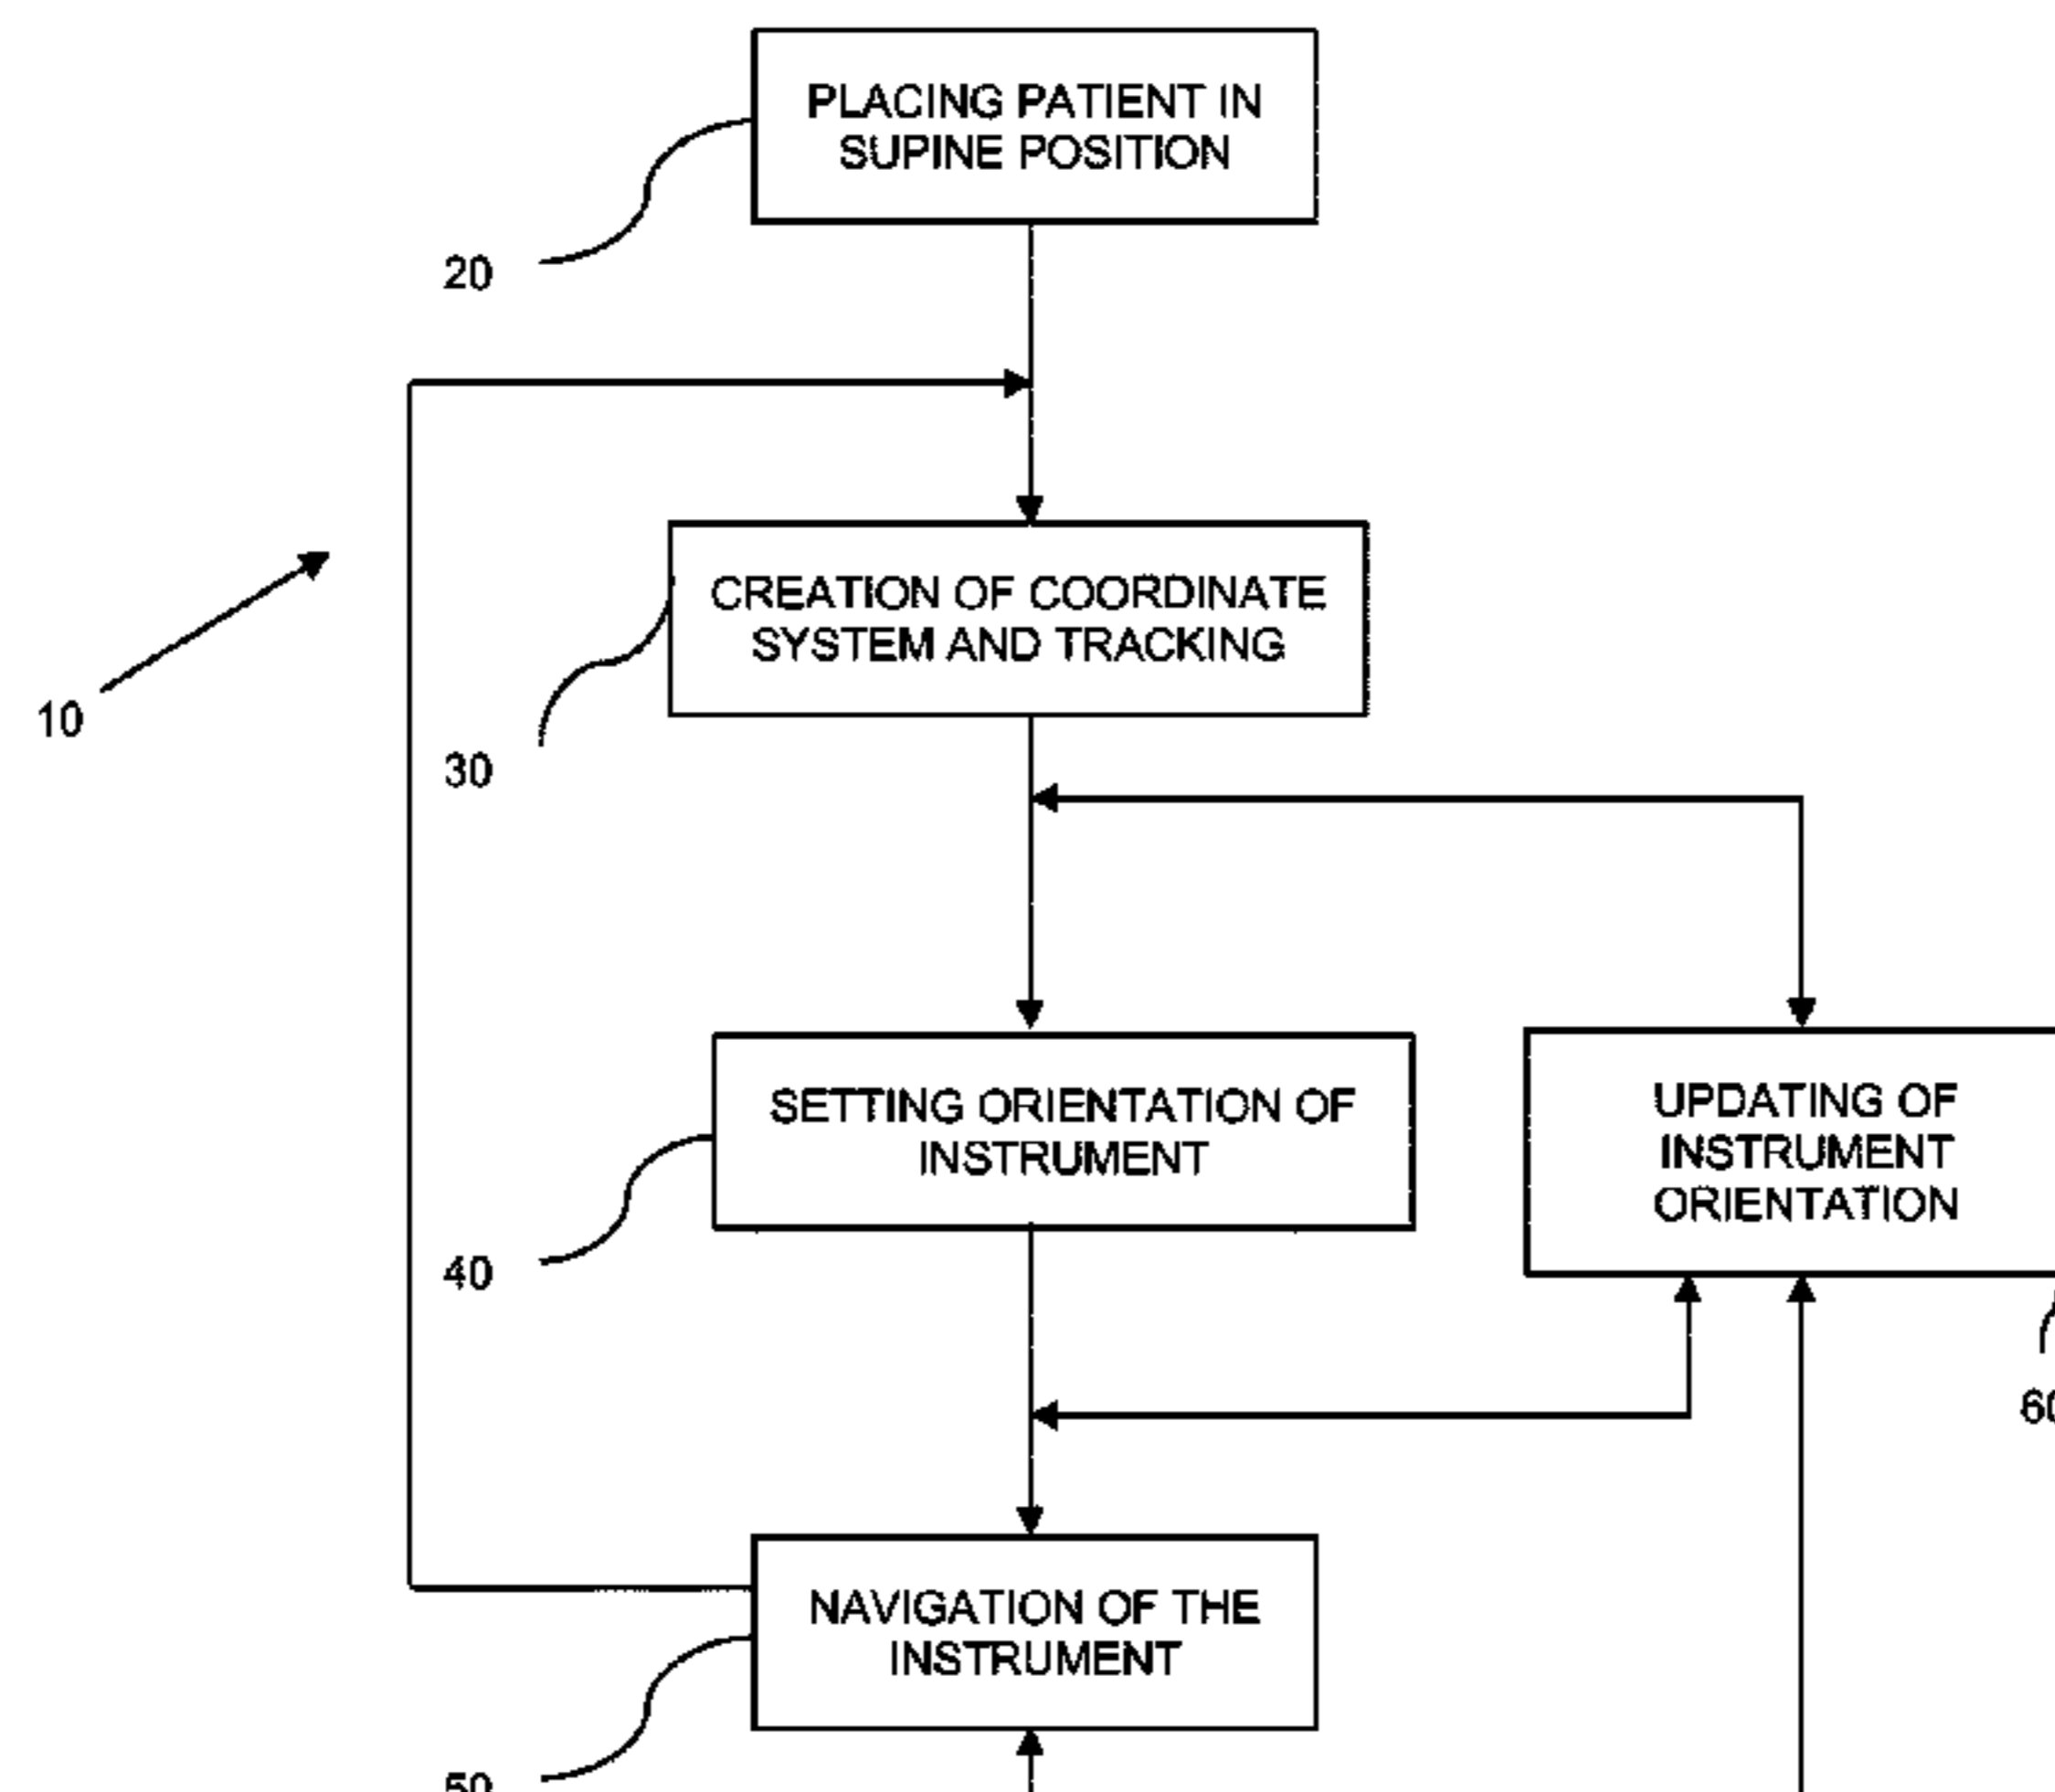 PLACING PATIENT IN
SUPINE POSITION
20
CREATION OF COORDINATE
SYSTEM AND TRACKING
10
30
SETTING ORIENTATION OF
INSTRUMENT
UPDATING OF
INSTRUMENT
ORIENTATION
40
NAVIGATION OF THE
INSTRUMENT
50